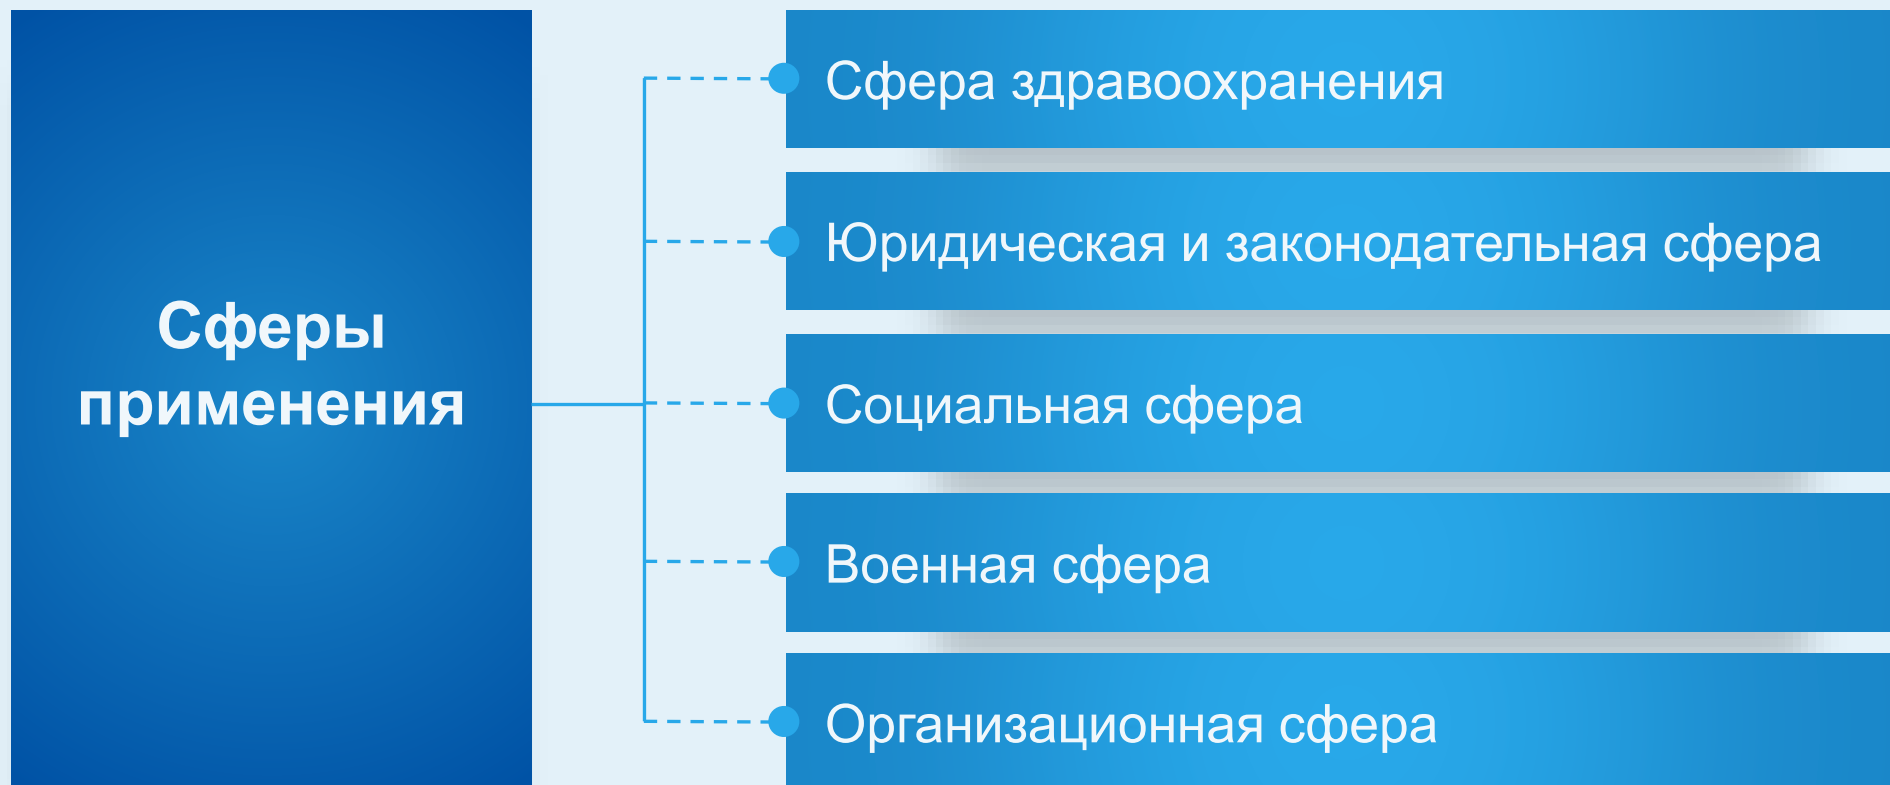 Сферы
применения
Сфера здравоохранения
Юридическая и законодательная сфера
Социальная сфера
Военная сфера
Организационная сфера